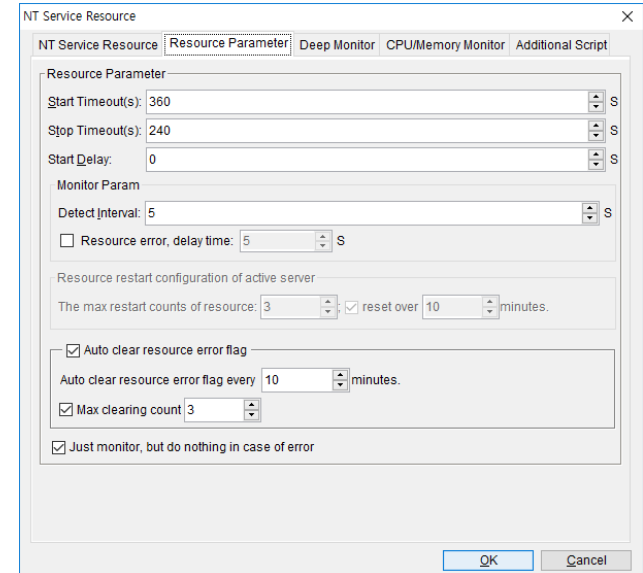 NT Service Resource
NT Service Resource Resource Parameter Deep Monitor CPU/Memory Monitor Additional Script
Resource Parameter
Start Timeout(s): 360 S
Stop Timeout(s): 240 S
Start Delay: 0 S
Monitor Param
Detect Interval: 5 S
Resource error, delay time: 5 S
Resource restart configuration of active server
The max restart counts of resource: 3 ; reset over 10 minutes.
Auto clear resource error flag
Auto clear resource error flag every 10 minutes.
Max clearing count 3
Just monitor, but do nothing in case of error
OK Cancel